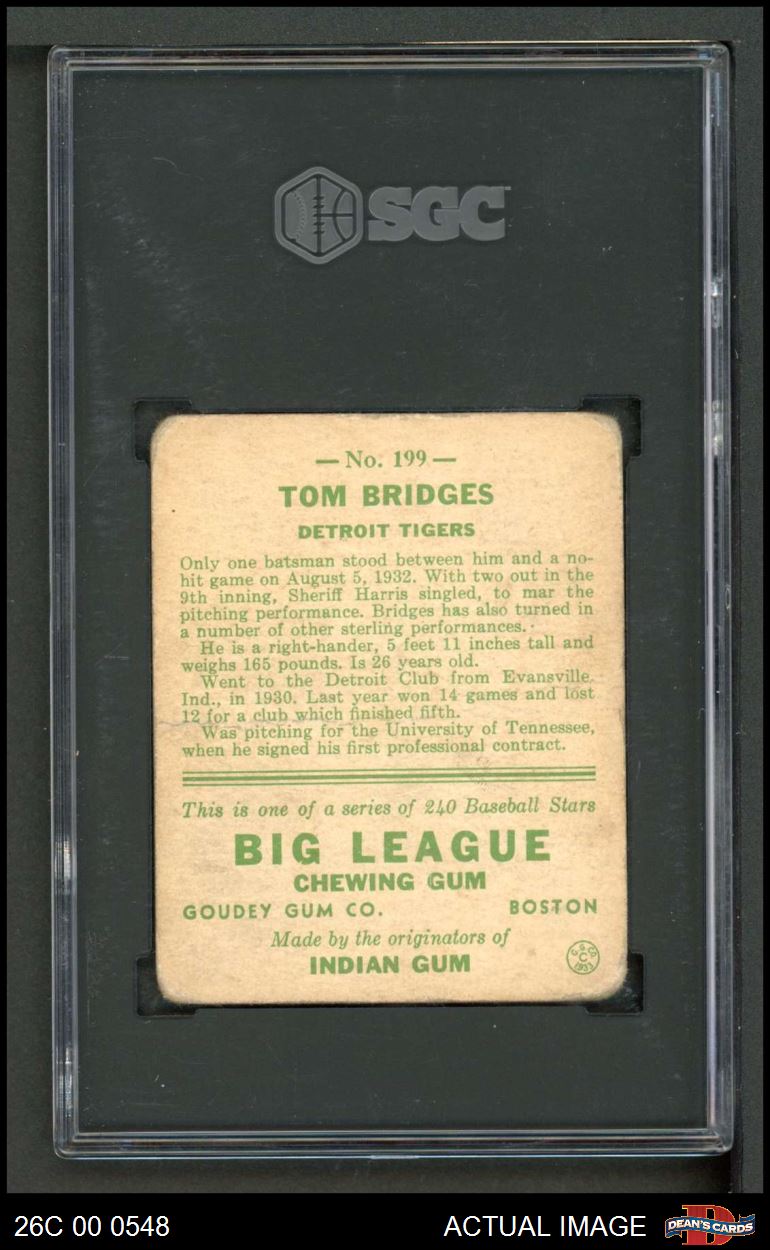 SGC
— No. 199 —
TOM BRIDGES
DETROIT TIGERS
Only one batsman stood between him and a no-
hit game on August 5, 1932. With two out in the
9th inning, Sheriff Harris singled, to mar the
pitching performance. Bridges has also turned in
a number of other sterling performances.
He is a right-hander, 5 feet 11 inches tall and
weighs 165 pounds. Is 26 years old.
Went to the Detroit Club from Evansville,
Ind., in 1930. Last year won 14 games and lost
12 for a club which finished fifth.
Was pitching for the University of Tennessee,
when he signed his first professional contract.
This is one of a series of 240 Baseball Stars
BIG LEAGUE
CHEWING GUM
GOUDEY GUM CO. BOSTON
Made by the originators of
INDIAN GUM
G. G. Co.
C
1933
26C 00 0548 ACTUAL IMAGE D DEAN'S CARDS